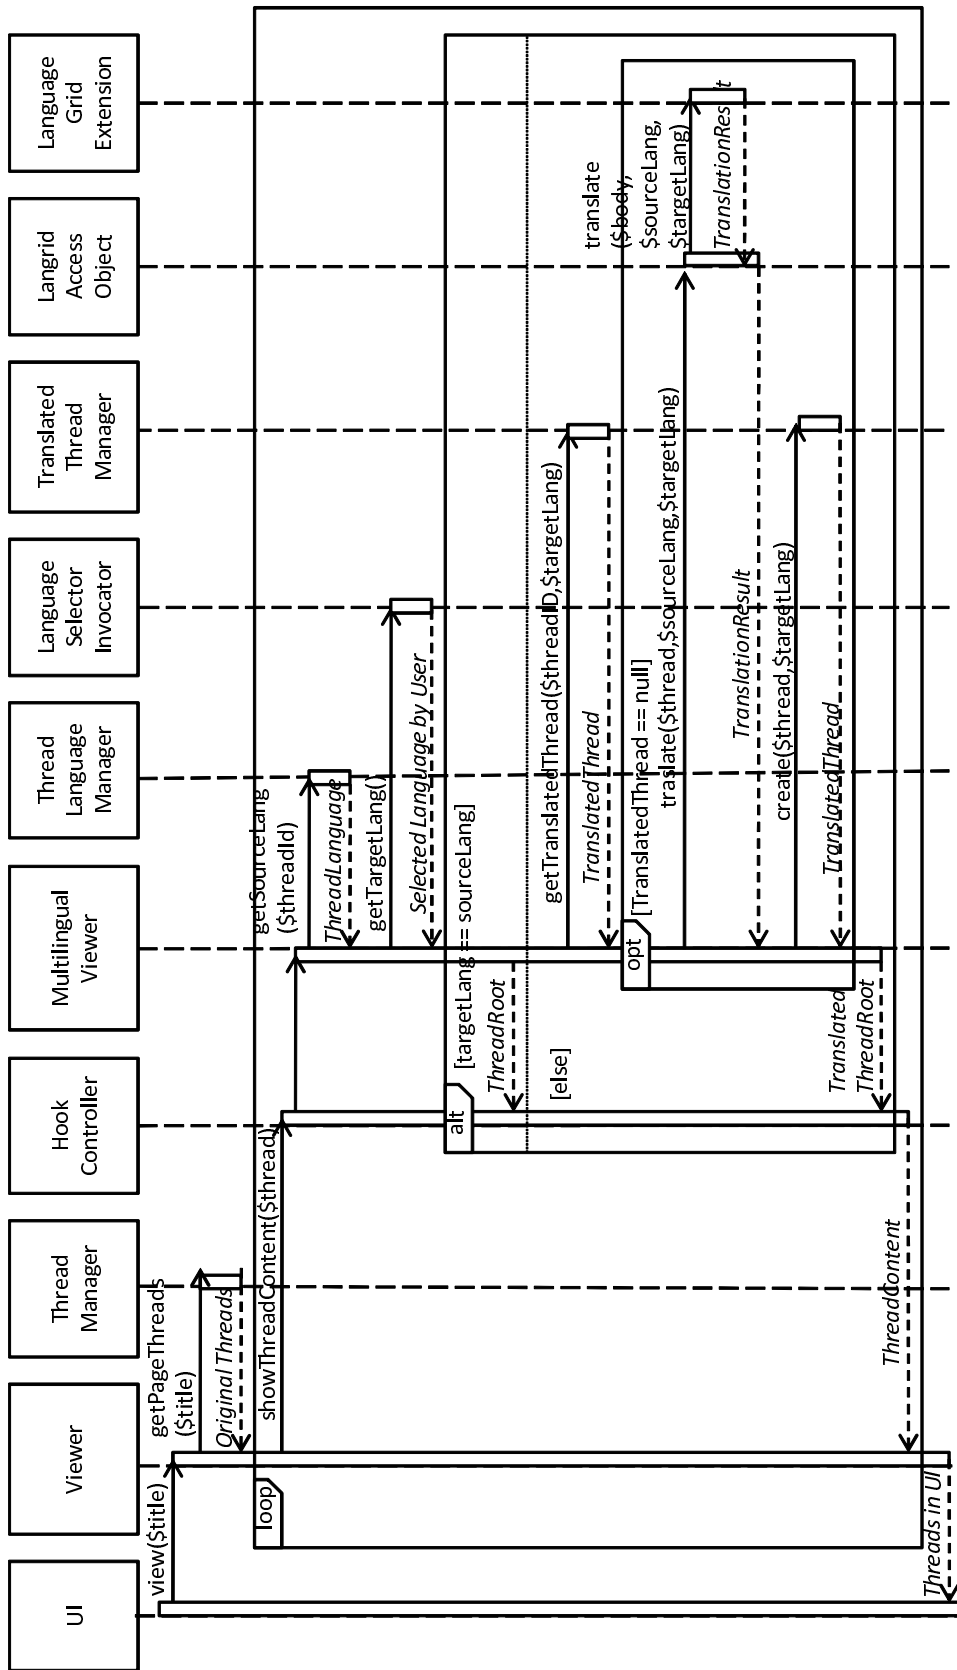 UI
Viewer
Thread
Manager
Hook
Controller
Multilingual
Viewer
Thread
Language
Manager
Language
Selector
Invocator
Translated
Thread
Manager
Langrid
Access
Object
Language
Grid
Extension
view($title)
getPageThreads
($title)
Original Threads
loop
showThreadContent($thread)
getSourceLang
($threadId)
ThreadLanguage
getTargetLang()
Selected Language by User
alt
[targetLang == sourceLang]
ThreadRoot
[else]
getTranslatedThread($threadID,$targetLang)
TranslatedThread
opt
[TranslatedThread == null]
translate($thread,$sourceLang,$targetLang)
translate
($body,
$sourceLang,
$targetLang)
TranslationResult
TranslationResult
create($thread,$targetLang)
TranslatedThread
Translated
ThreadRoot
ThreadContent
Threads in UI